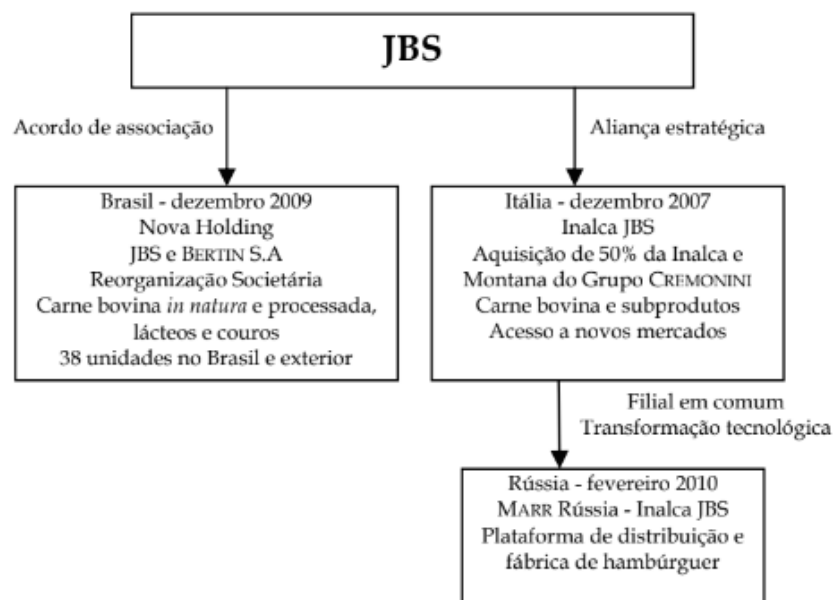 JBS
Acordo de associação
Aliança estratégica
Brasil - dezembro 2009
Nova Holding
JBS e BERTIN S.A
Reorganização Societária
Carne bovina in natura e processada,
lácteos e couros
38 unidades no Brasil e exterior
Itália - dezembro 2007
Inalca JBS
Aquisição de 50% da Inalca e
Montana do Grupo CREMONINI
Carne bovina e subprodutos
Acesso a novos mercados
Filial em comum
Transformação tecnológica
Rússia - fevereiro 2010
MARR Rússia - Inalca JBS
Plataforma de distribuição e
fábrica de hambúrguer